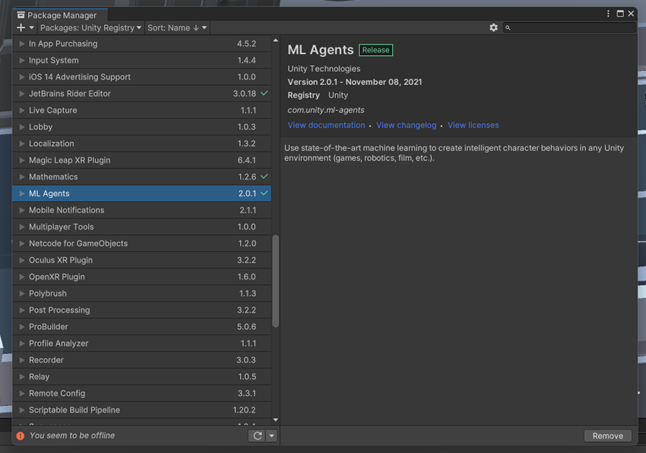 Package Manager
Packages: Unity Registry Sort: Name ↓
In App Purchasing 4.5.2
Input System 1.4.4
iOS 14 Advertising Support 1.0.0
JetBrains Rider Editor 3.0.18
Live Capture 1.1.1
Lobby 1.0.3
Localization 1.3.2
Magic Leap XR Plugin 6.4.1
Mathematics 1.2.6
ML Agents 2.0.1
Mobile Notifications 2.1.1
Multiplayer Tools 1.0.0
Netcode for GameObjects 1.2.0
Oculus XR Plugin 3.2.2
OpenXR Plugin 1.6.0
Polybrush 1.1.3
Post Processing 3.2.2
ProBuilder 5.0.6
Profile Analyzer 1.1.1
Recorder 3.0.3
Relay 1.0.5
Remote Config 3.3.1
Scriptable Build Pipeline 1.20.2
You seem to be offline
ML Agents Release
Unity Technologies
Version 2.0.1 - November 08, 2021
Registry Unity
com.unity.ml-agents
View documentation • View changelog • View licenses
Use state-of-the-art machine learning to create intelligent character behaviors in any Unity
environment (games, robotics, film, etc.).
Remove